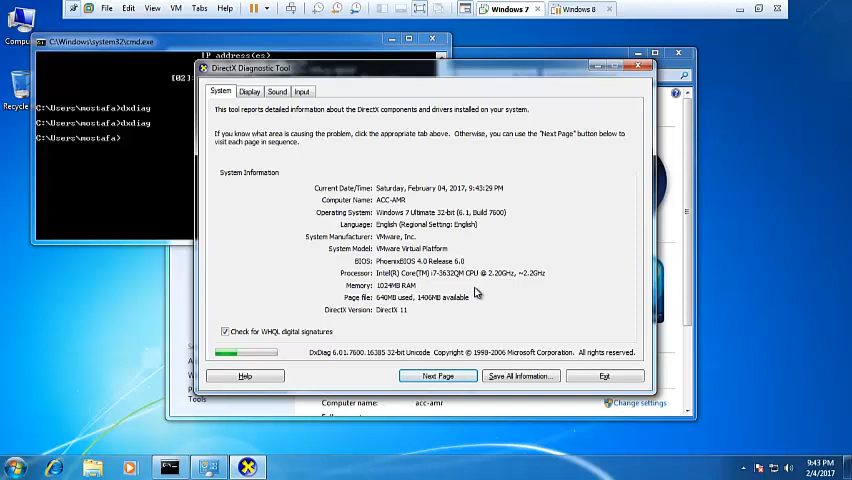 File Edit View VM Tabs Help
Windows 7
Windows 8
Compu
Recycle
C:\Windows\system32\cmd.exe
IP address(es)
[02]:
C:\Users\mostafa>dxdiag
C:\Users\mostafa>dxdiag
C:\Users\mostafa>
DirectX Diagnostic Tool
System Display Sound Input
This tool reports detailed information about the DirectX components and drivers installed on your system.
If you know what area is causing the problem, click the appropriate tab above. Otherwise, you can use the "Next Page" button below to
visit each page in sequence.
System Information
Current Date/Time: Saturday, February 04, 2017, 9:43:29 PM
Computer Name: ACC-AMR
Operating System: Windows 7 Ultimate 32-bit (6.1, Build 7600)
Language: English (Regional Setting: English)
System Manufacturer: VMware, Inc.
System Model: VMware Virtual Platform
BIOS: PhoenixBIOS 4.0 Release 6.0
Processor: Intel(R) Core(TM) i7-3632QM CPU @ 2.20GHz, ~2.2GHz
Memory: 1024MB RAM
Page file: 640MB used, 1406MB available
DirectX Version: DirectX 11
Check for WHQL digital signatures
DxDiag 6.01.7600.16385 32-bit Unicode Copyright © 1998-2006 Microsoft Corporation. All rights reserved.
Help
Next Page
Save All Information...
Exit
Tools
Computer name: acc-amr
Change settings
9:43 PM
2/4/2017